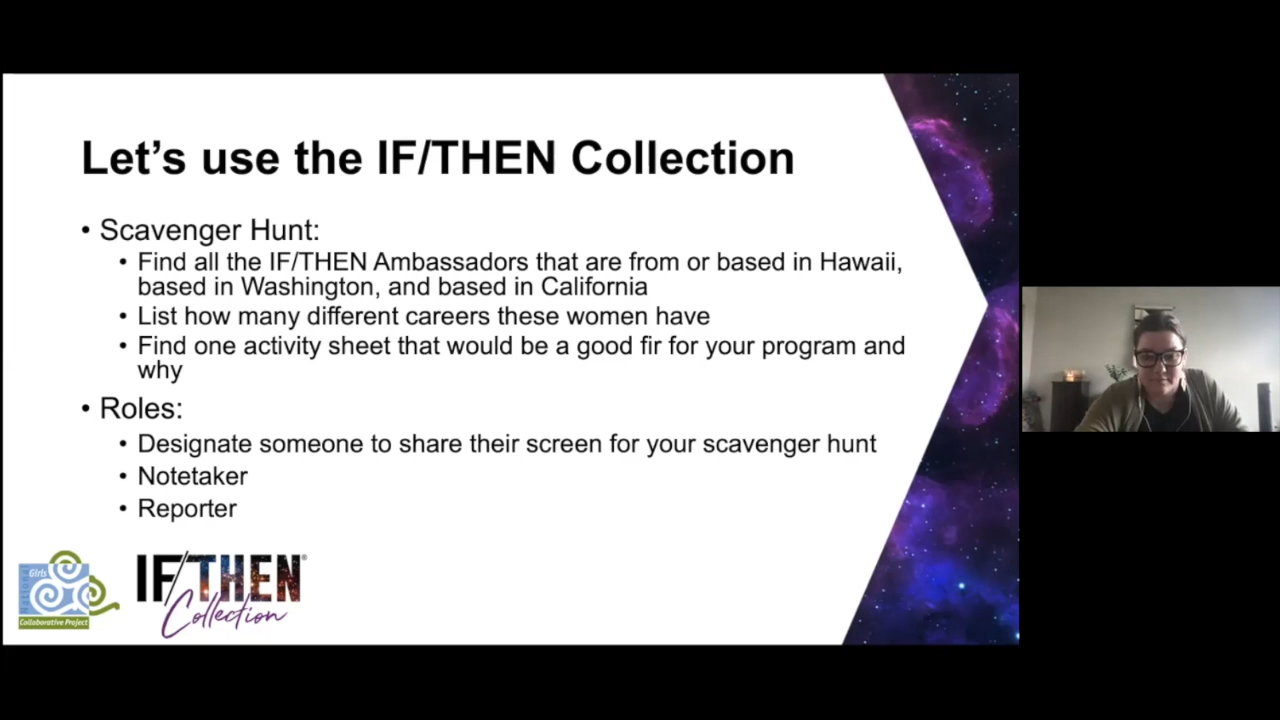 Let's use the IF/THEN Collection
• Scavenger Hunt:
• Find all the IF/THEN Ambassadors that are from or based in Hawaii,
based in Washington, and based in California
• List how many different careers these women have
• Find one activity sheet that would be a good fir for your program and
why
• Roles:
• Designate someone to share their screen for your scavenger hunt
• Notetaker
• Reporter
Girls
Collaborative Project
IF/THEN®
Collection